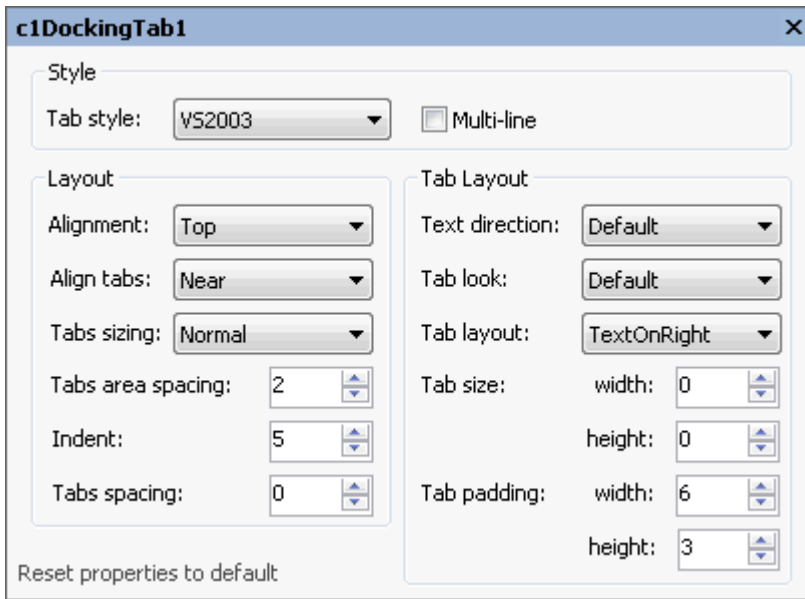 c1DockingTab1
Style
Tab style: VS2003 Multi-line
Layout
Alignment: Top
Align tabs: Near
Tabs sizing: Normal
Tabs area spacing: 2
Indent: 5
Tabs spacing: 0
Tab Layout
Text direction: Default
Tab look: Default
Tab layout: TextOnRight
Tab size: width: 0
height: 0
Tab padding: width: 6
height: 3
Reset properties to default